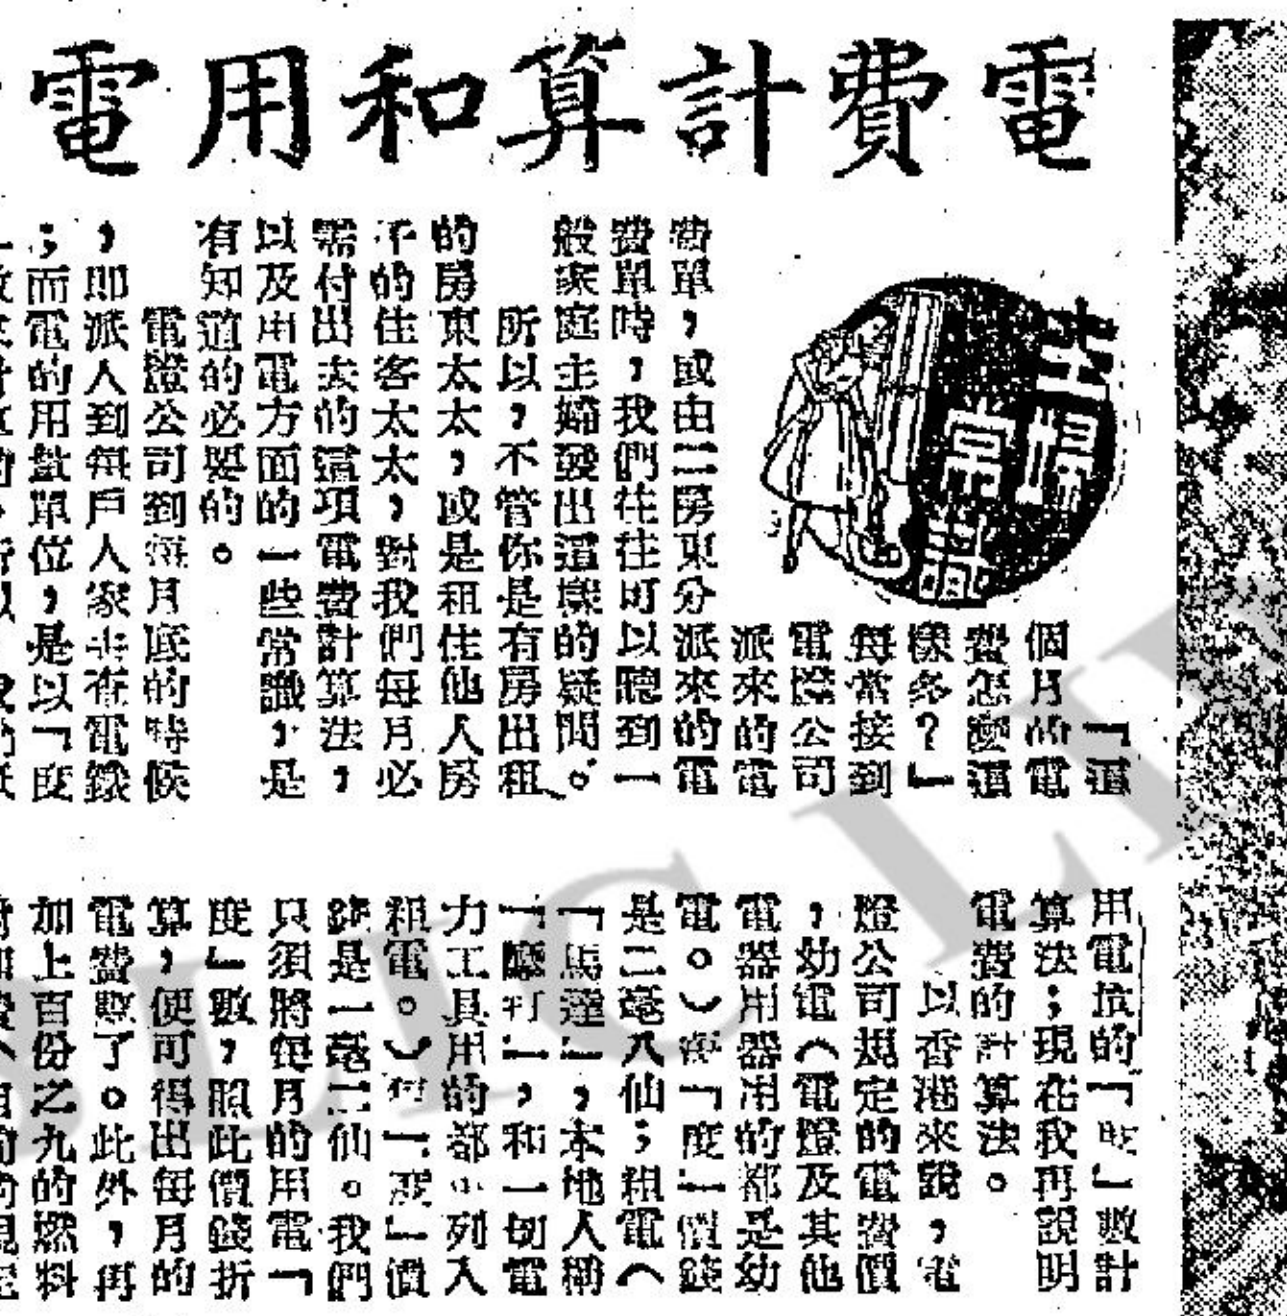 電費計算和用電
主婦常識
「這
個月的電
費怎麼這
樣多？」
每當接到
電燈公司
派來的電
費單，或由二房東分派來的電
費單時，我們往往可以聽到一
般家庭主婦發出這樣的疑問。
所以，不管你是有房出租
的房東太太，或是租住他人房
子的住客太太，對我們每月必
需付出去的這項電費計算法，
以及用電方面的一些常識，是
有知道的必要的。
電燈公司到每月底的時候
，即派人到每戶人家去查電錶
；而電的用量單位，是以「度
用電度的「度」數計
算法；現在我再說明
電費的計算法。
以香港來說，電
燈公司規定的電費價
，幼電（電燈及其他
電器用器用的都是幼
電。）每「度」價錢
是二毫八仙；粗電（
「馬達」，本地人稱
「摩打」，和一切電
力工具用的都列入
粗電。）每「度」價
錢是一毫二仙。我們
只須將每月的用電「
度」數，照此價錢折
算，便可得出每月的
電費數了。此外，再
加上百份之九的燃料
PUBLIC LIB